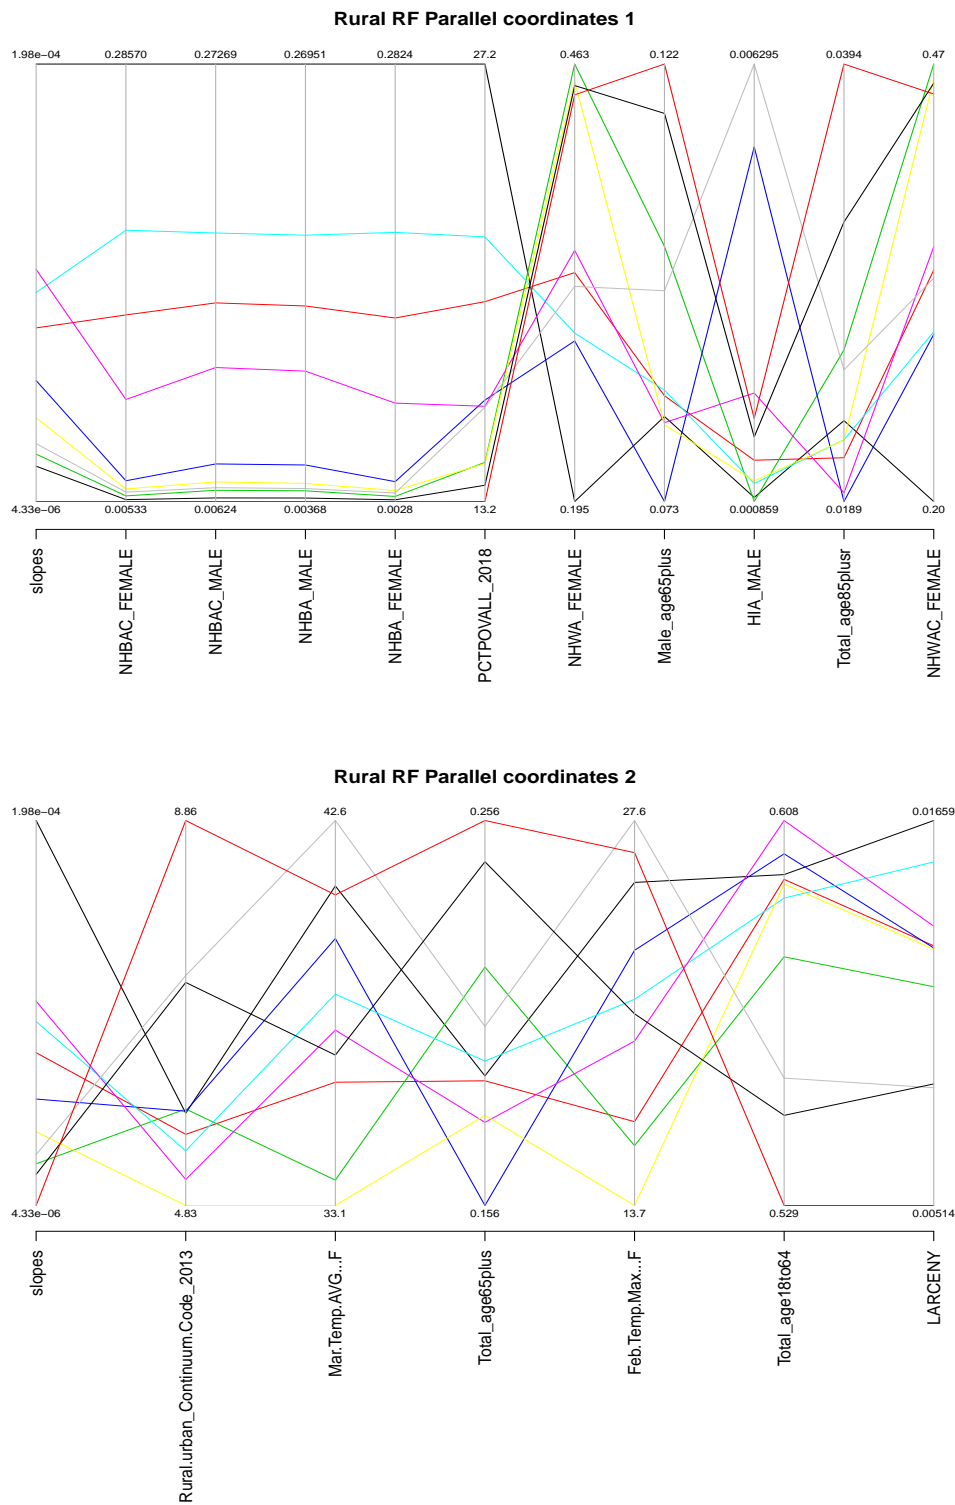 Rural RF Parallel coordinates 1
1.98e−04 0.28570 0.27269 0.26951 0.2824 27.2 0.463 0.122 0.006295 0.0394 0.47
4.33e−06 0.00533 0.00624 0.00368 0.0028 13.2 0.195 0.073 0.000859 0.0189 0.20
slopes
NHBAC_FEMALE
NHBAC_MALE
NHBA_MALE
NHBA_FEMALE
PCTPOVALL_2018
NHWA_FEMALE
Male_age65plus
HIA_MALE
Total_age85plusr
NHWAC_FEMALE
Rural RF Parallel coordinates 2
1.98e−04 8.86 42.6 0.256 27.6 0.608 0.01659
4.33e−06 4.83 33.1 0.156 13.7 0.529 0.00514
slopes
Rural.urban_Continuum.Code_2013
Mar.Temp.AVG...F
Total_age65plus
Feb.Temp.Max...F
Total_age18to64
LARCENY